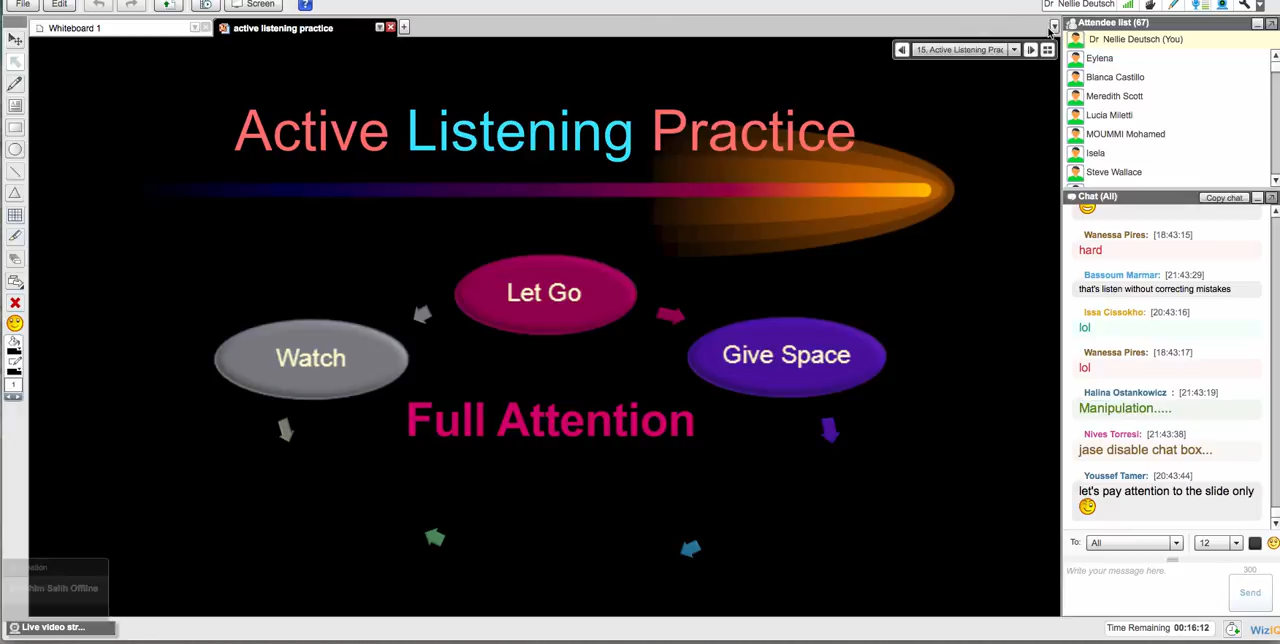 File
Edit
Screen
?
Dr Nellie Deutsch
Whiteboard 1
active listening practice
15. Active Listening Prac
Attendee list (67)
Dr Nellie Deutsch (You)
Eylena
Blanca Castillo
Meredith Scott
Lucia Miletti
MOUMMI Mohamed
Isela
Steve Wallace
Active Listening Practice
Let Go
Watch
Give Space
Full Attention
Chat (All)
Copy chat
Wanessa Pires: [18:43:15]
hard
Bassoum Marmar: [21:43:29]
that's listen without correcting mistakes
Issa Cissokho: [20:43:16]
lol
Wanessa Pires: [18:43:17]
lol
Halina Ostankowicz : [21:43:19]
Manipulation.....
Nives Torresi: [21:43:38]
jase disable chat box...
Youssef Tamer: [20:43:44]
let's pay attention to the slide only
To: All
12
Write your message here.
300
Send
1
Salih Offline
Live video str...
Time Remaining 00:16:12
WizIQ